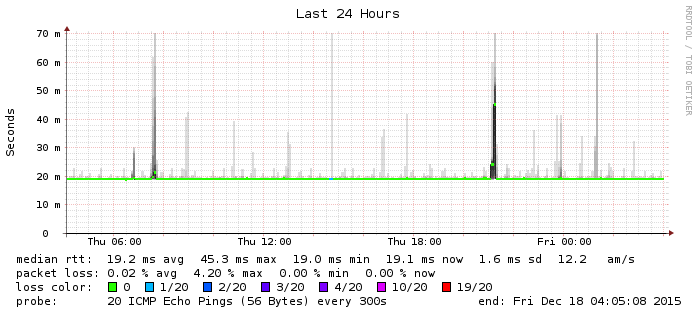 Last 24 Hours
RRDTOOL / TOBI OETIKER
Seconds
70 m
60 m
50 m
40 m
30 m
20 m
10 m
0
Thu 06:00 Thu 12:00 Thu 18:00 Fri 00:00
median rtt: 19.2 ms avg 45.3 ms max 19.0 ms min 19.1 ms now 1.6 ms sd 12.2 am/s
packet loss: 0.02 % avg 4.20 % max 0.00 % min 0.00 % now
loss color: 0 1/20 2/20 3/20 4/20 10/20 19/20
probe: 20 ICMP Echo Pings (56 Bytes) every 300s end: Fri Dec 18 04:05:08 2015